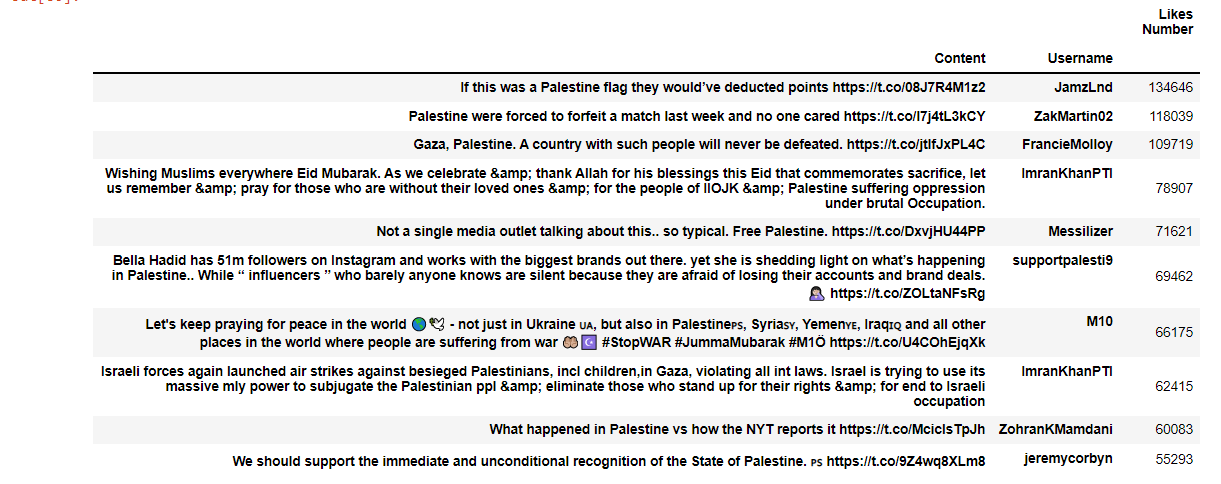 Likes
Number
Content Username
If this was a Palestine flag they would’ve deducted points https://t.co/08J7R4M1z2 JamzLnd 134646
Palestine were forced to forfeit a match last week and no one cared https://t.co/l7j4tL3kCY ZakMartin02 118039
Gaza, Palestine. A country with such people will never be defeated. https://t.co/jtlfJxPL4C FrancieMolloy 109719
Wishing Muslims everywhere Eid Mubarak. As we celebrate &amp; thank Allah for his blessings this Eid that commemorates sacrifice, let ImranKhanPTI
us remember &amp; pray for those who are without their loved ones &amp; for the people of IIOJK &amp; Palestine suffering oppression 78907
under brutal Occupation.
Not a single media outlet talking about this.. so typical. Free Palestine. https://t.co/DxvjHU44PP Messilizer 71621
Bella Hadid has 51m followers on Instagram and works with the biggest brands out there. yet she is shedding light on what’s happening supportpalesti9
in Palestine.. While “ influencers ” who barely anyone knows are silent because they are afraid of losing their accounts and brand deals. 69462
🤦🏻‍♀️ https://t.co/ZOLtaNFsRg
Let's keep praying for peace in the world 🌍🕊 - not just in Ukraine 🇺🇦, but also in Palestine🇵🇸, Syria🇸🇾, Yemen🇾🇪, Iraq🇮🇶 and all other M10
places in the world where people are suffering from war 🤲🏽☪️ #StopWAR #JummaMubarak #M1Ö https://t.co/U4COhEjqXk 66175
Israeli forces again launched air strikes against besieged Palestinians, incl children,in Gaza, violating all int laws. Israel is trying to use its ImranKhanPTI
massive mly power to subjugate the Palestinian ppl &amp; eliminate those who stand up for their rights &amp; for end to Israeli 62415
occupation
What happened in Palestine vs how the NYT reports it https://t.co/McicIsTpJh ZohranKMamdani 60083
We should support the immediate and unconditional recognition of the State of Palestine. 🇵🇸 https://t.co/9Z4wq8XLm8 jeremycorbyn 55293